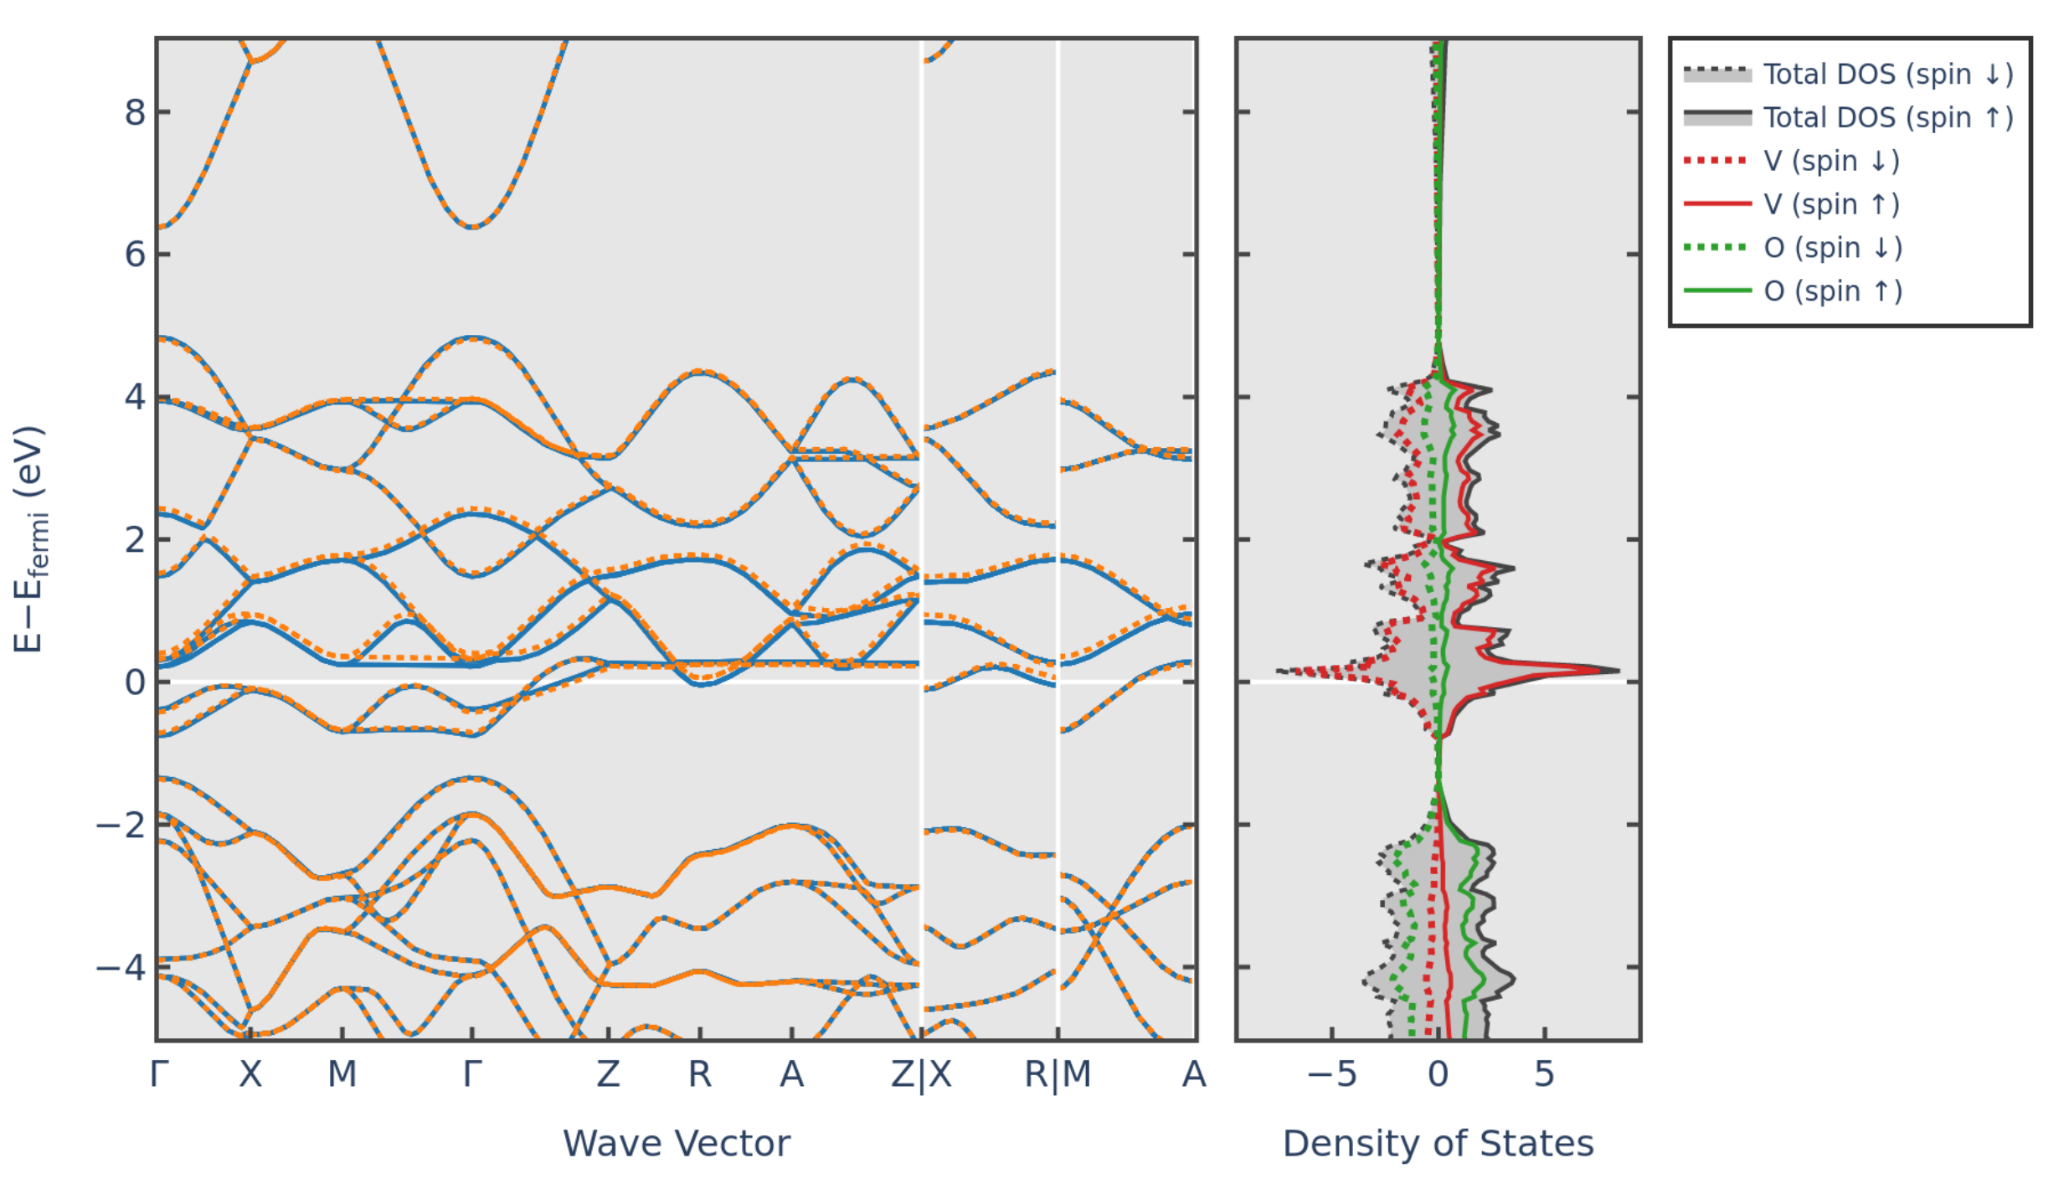 8
6
4
2
0
−2
−4
E−E_fermi (eV)
Γ X M Γ Z R A Z|X R|M A
Wave Vector
−5 0 5
Density of States
Total DOS (spin ↓)
Total DOS (spin ↑)
V (spin ↓)
V (spin ↑)
O (spin ↓)
O (spin ↑)